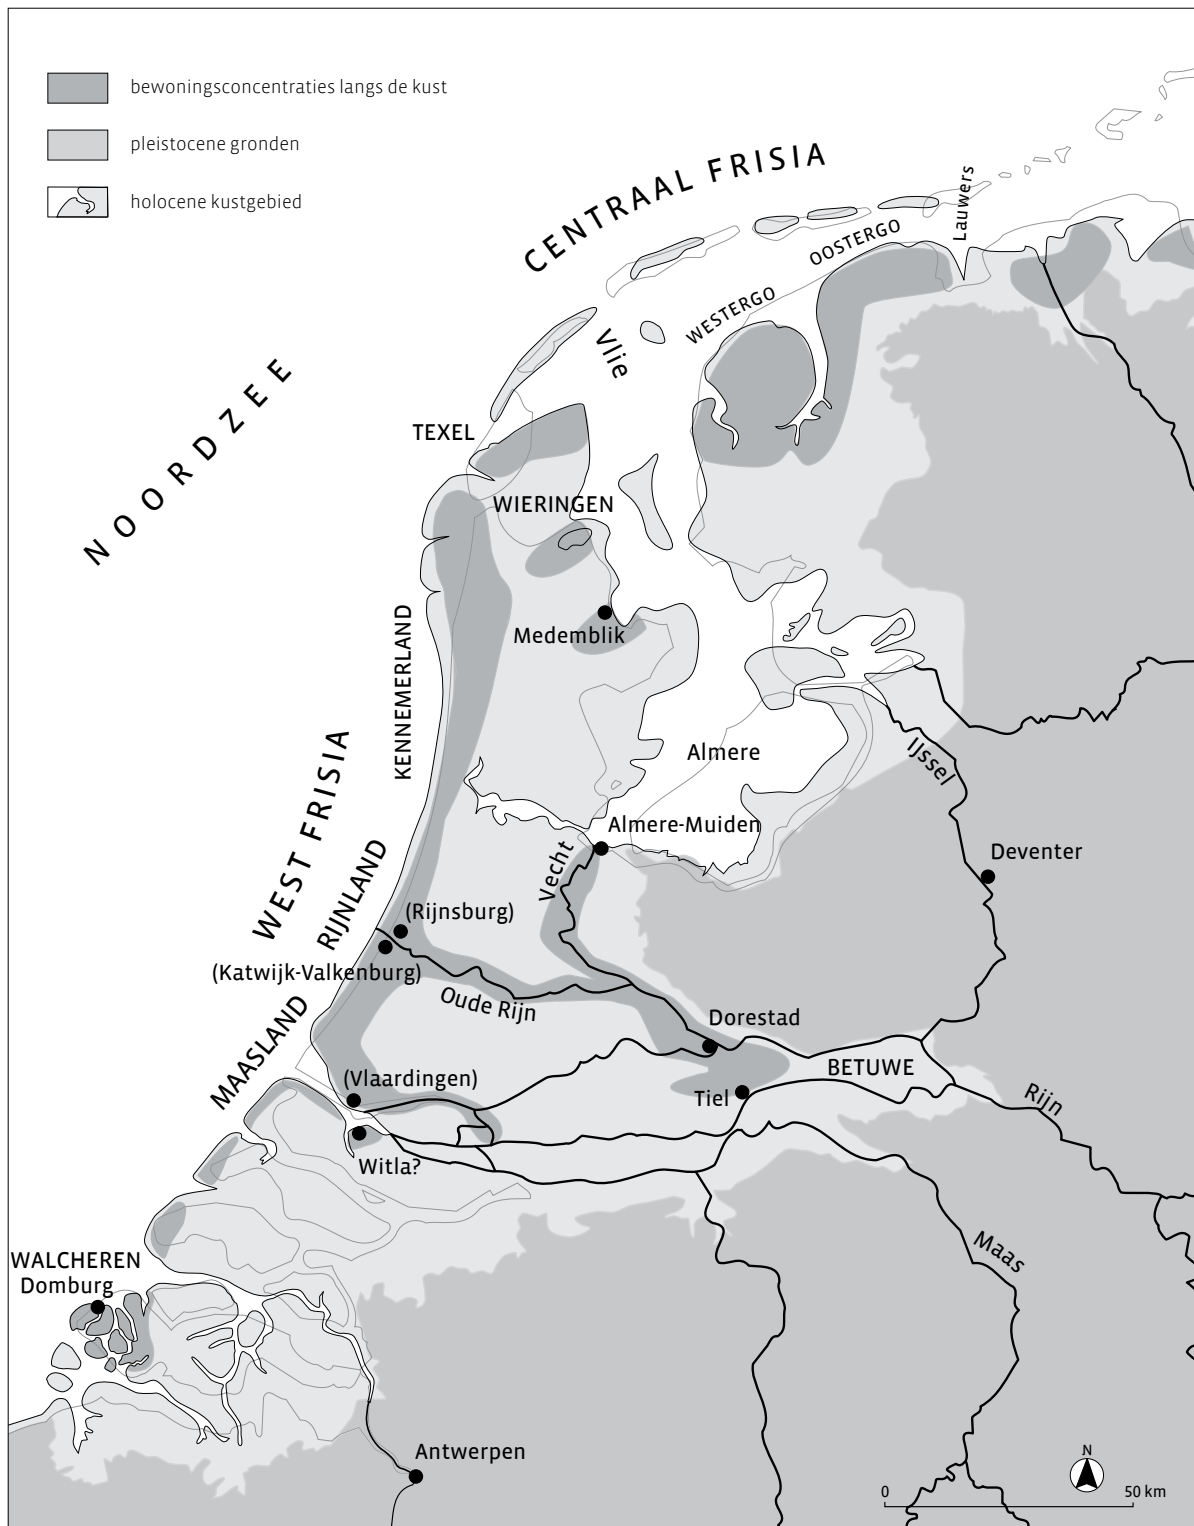 bewoningsconcentraties langs de kust
pleistocene gronden
holocene kustgebied
CENTRAAL FRISIA
Lauwers
OOSTERGO
WESTERGO
Vlie
NOORDZEE
TEXEL
WIERINGEN
Medemblik
KENNEMERLAND
WEST FRISIA
Almere
IJssel
Almere-Muiden
Vecht
Deventer
RIJNLAND
(Rijnsburg)
(Katwijk-Valkenburg)
Oude Rijn
MAASLAND
Dorestad
BETUWE
(Vlaardingen)
Tiel
Rijn
Witla?
Maas
WALCHEREN
Domburg
Antwerpen
N
0 50 km